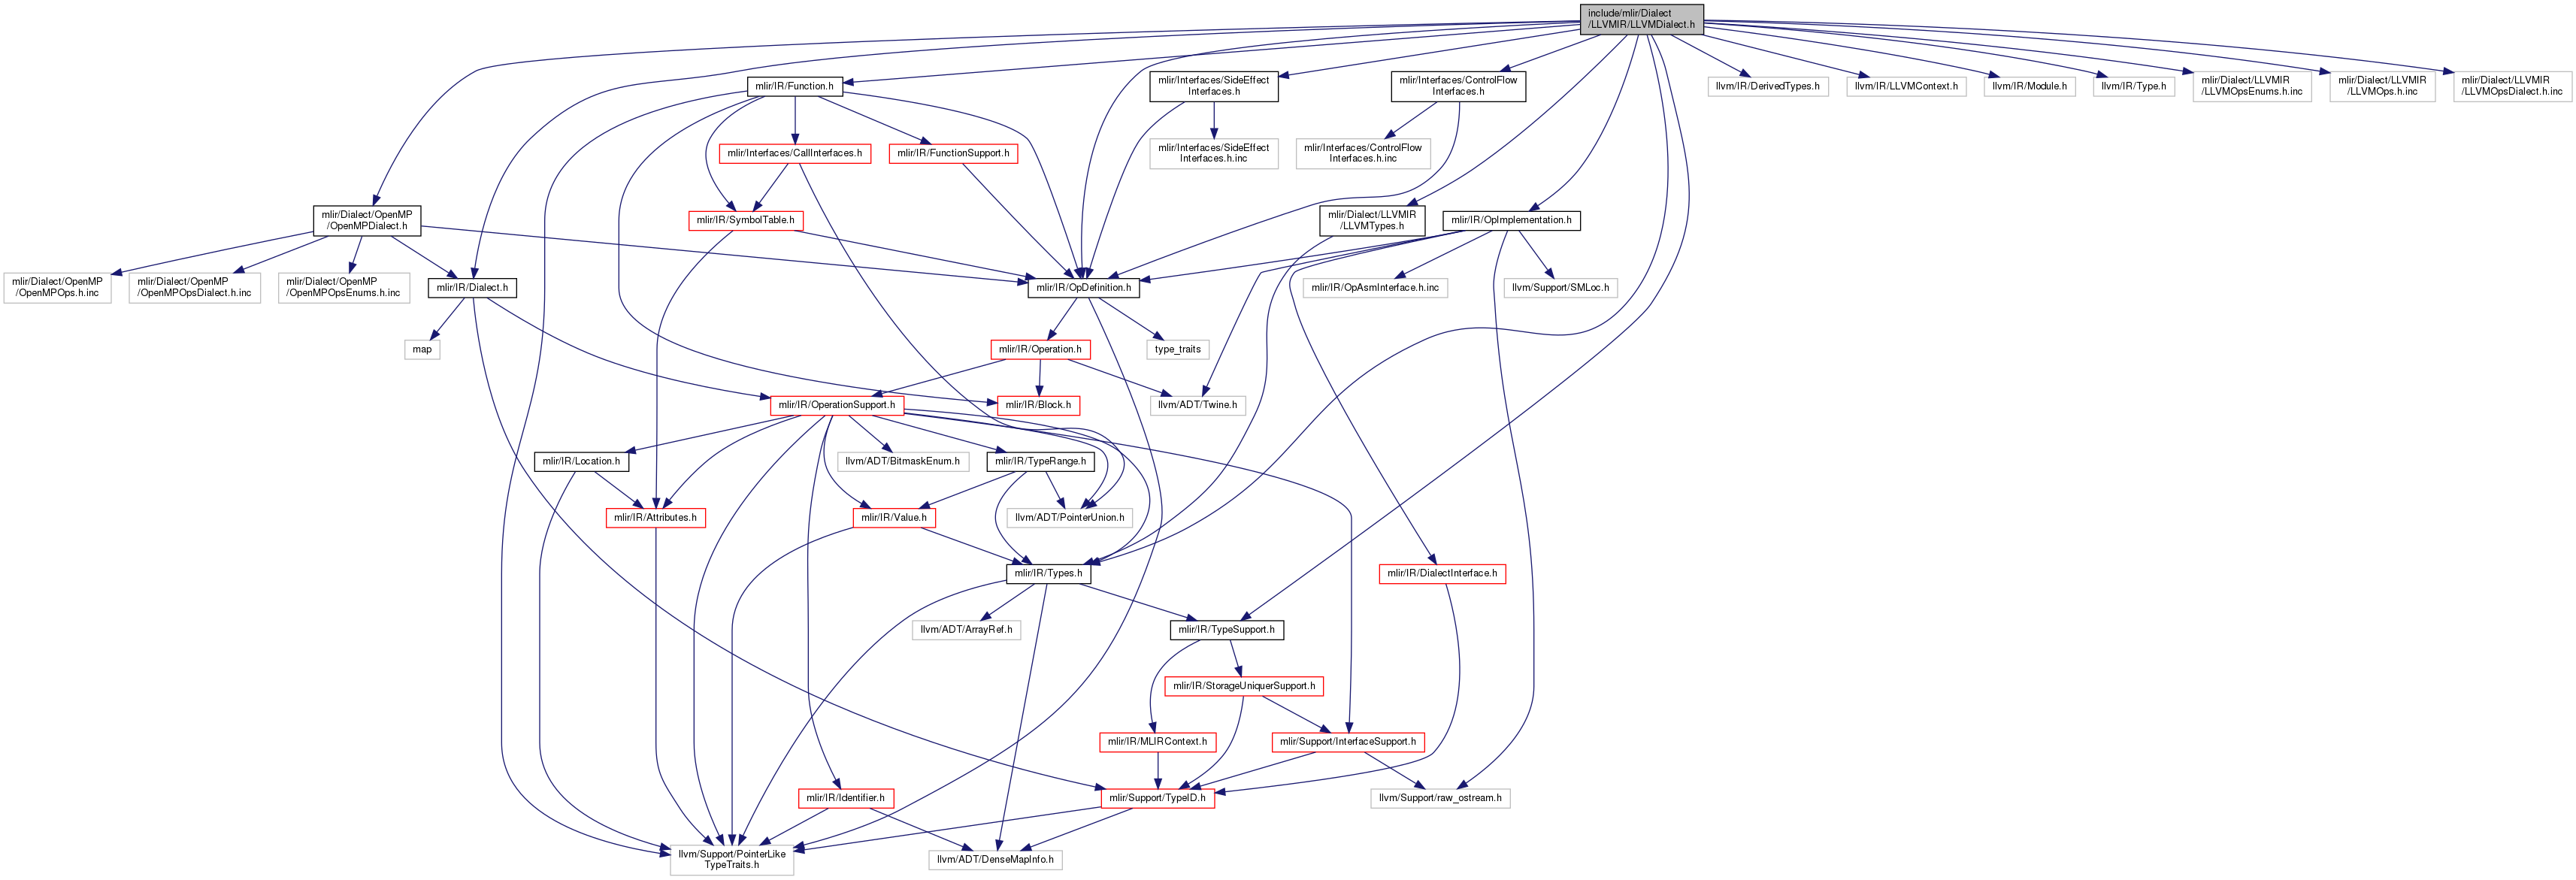 include/mlir/Dialect
/LLVMIR/LLVMDialect.h
mlir/IR/Function.h
mlir/Interfaces/SideEffect
Interfaces.h
mlir/Interfaces/ControlFlow
Interfaces.h
llvm/IR/DerivedTypes.h
llvm/IR/LLVMContext.h
llvm/IR/Module.h
llvm/IR/Type.h
mlir/Dialect/LLVMIR
/LLVMOpsEnums.h.inc
mlir/Dialect/LLVMIR
/LLVMOps.h.inc
mlir/Dialect/LLVMIR
/LLVMOpsDialect.h.inc
mlir/Interfaces/CallInterfaces.h
mlir/IR/FunctionSupport.h
mlir/Interfaces/SideEffect
Interfaces.h.inc
mlir/Interfaces/ControlFlow
Interfaces.h.inc
mlir/Dialect/OpenMP
/OpenMPDialect.h
mlir/IR/SymbolTable.h
mlir/Dialect/LLVMIR
/LLVMTypes.h
mlir/IR/OpImplementation.h
mlir/Dialect/OpenMP
/OpenMPOps.h.inc
mlir/Dialect/OpenMP
/OpenMPOpsDialect.h.inc
mlir/Dialect/OpenMP
/OpenMPOpsEnums.h.inc
mlir/IR/Dialect.h
mlir/IR/OpDefinition.h
mlir/IR/OpAsmInterface.h.inc
llvm/Support/SMLoc.h
map
mlir/IR/Operation.h
type_traits
mlir/IR/OperationSupport.h
mlir/IR/Block.h
llvm/ADT/Twine.h
mlir/IR/Location.h
llvm/ADT/BitmaskEnum.h
mlir/IR/TypeRange.h
mlir/IR/Attributes.h
mlir/IR/Value.h
llvm/ADT/PointerUnion.h
mlir/IR/Types.h
mlir/IR/DialectInterface.h
llvm/ADT/ArrayRef.h
mlir/IR/TypeSupport.h
mlir/IR/StorageUniquerSupport.h
mlir/IR/MLIRContext.h
mlir/Support/InterfaceSupport.h
mlir/IR/Identifier.h
mlir/Support/TypeID.h
llvm/Support/raw_ostream.h
llvm/Support/PointerLike
TypeTraits.h
llvm/ADT/DenseMapInfo.h